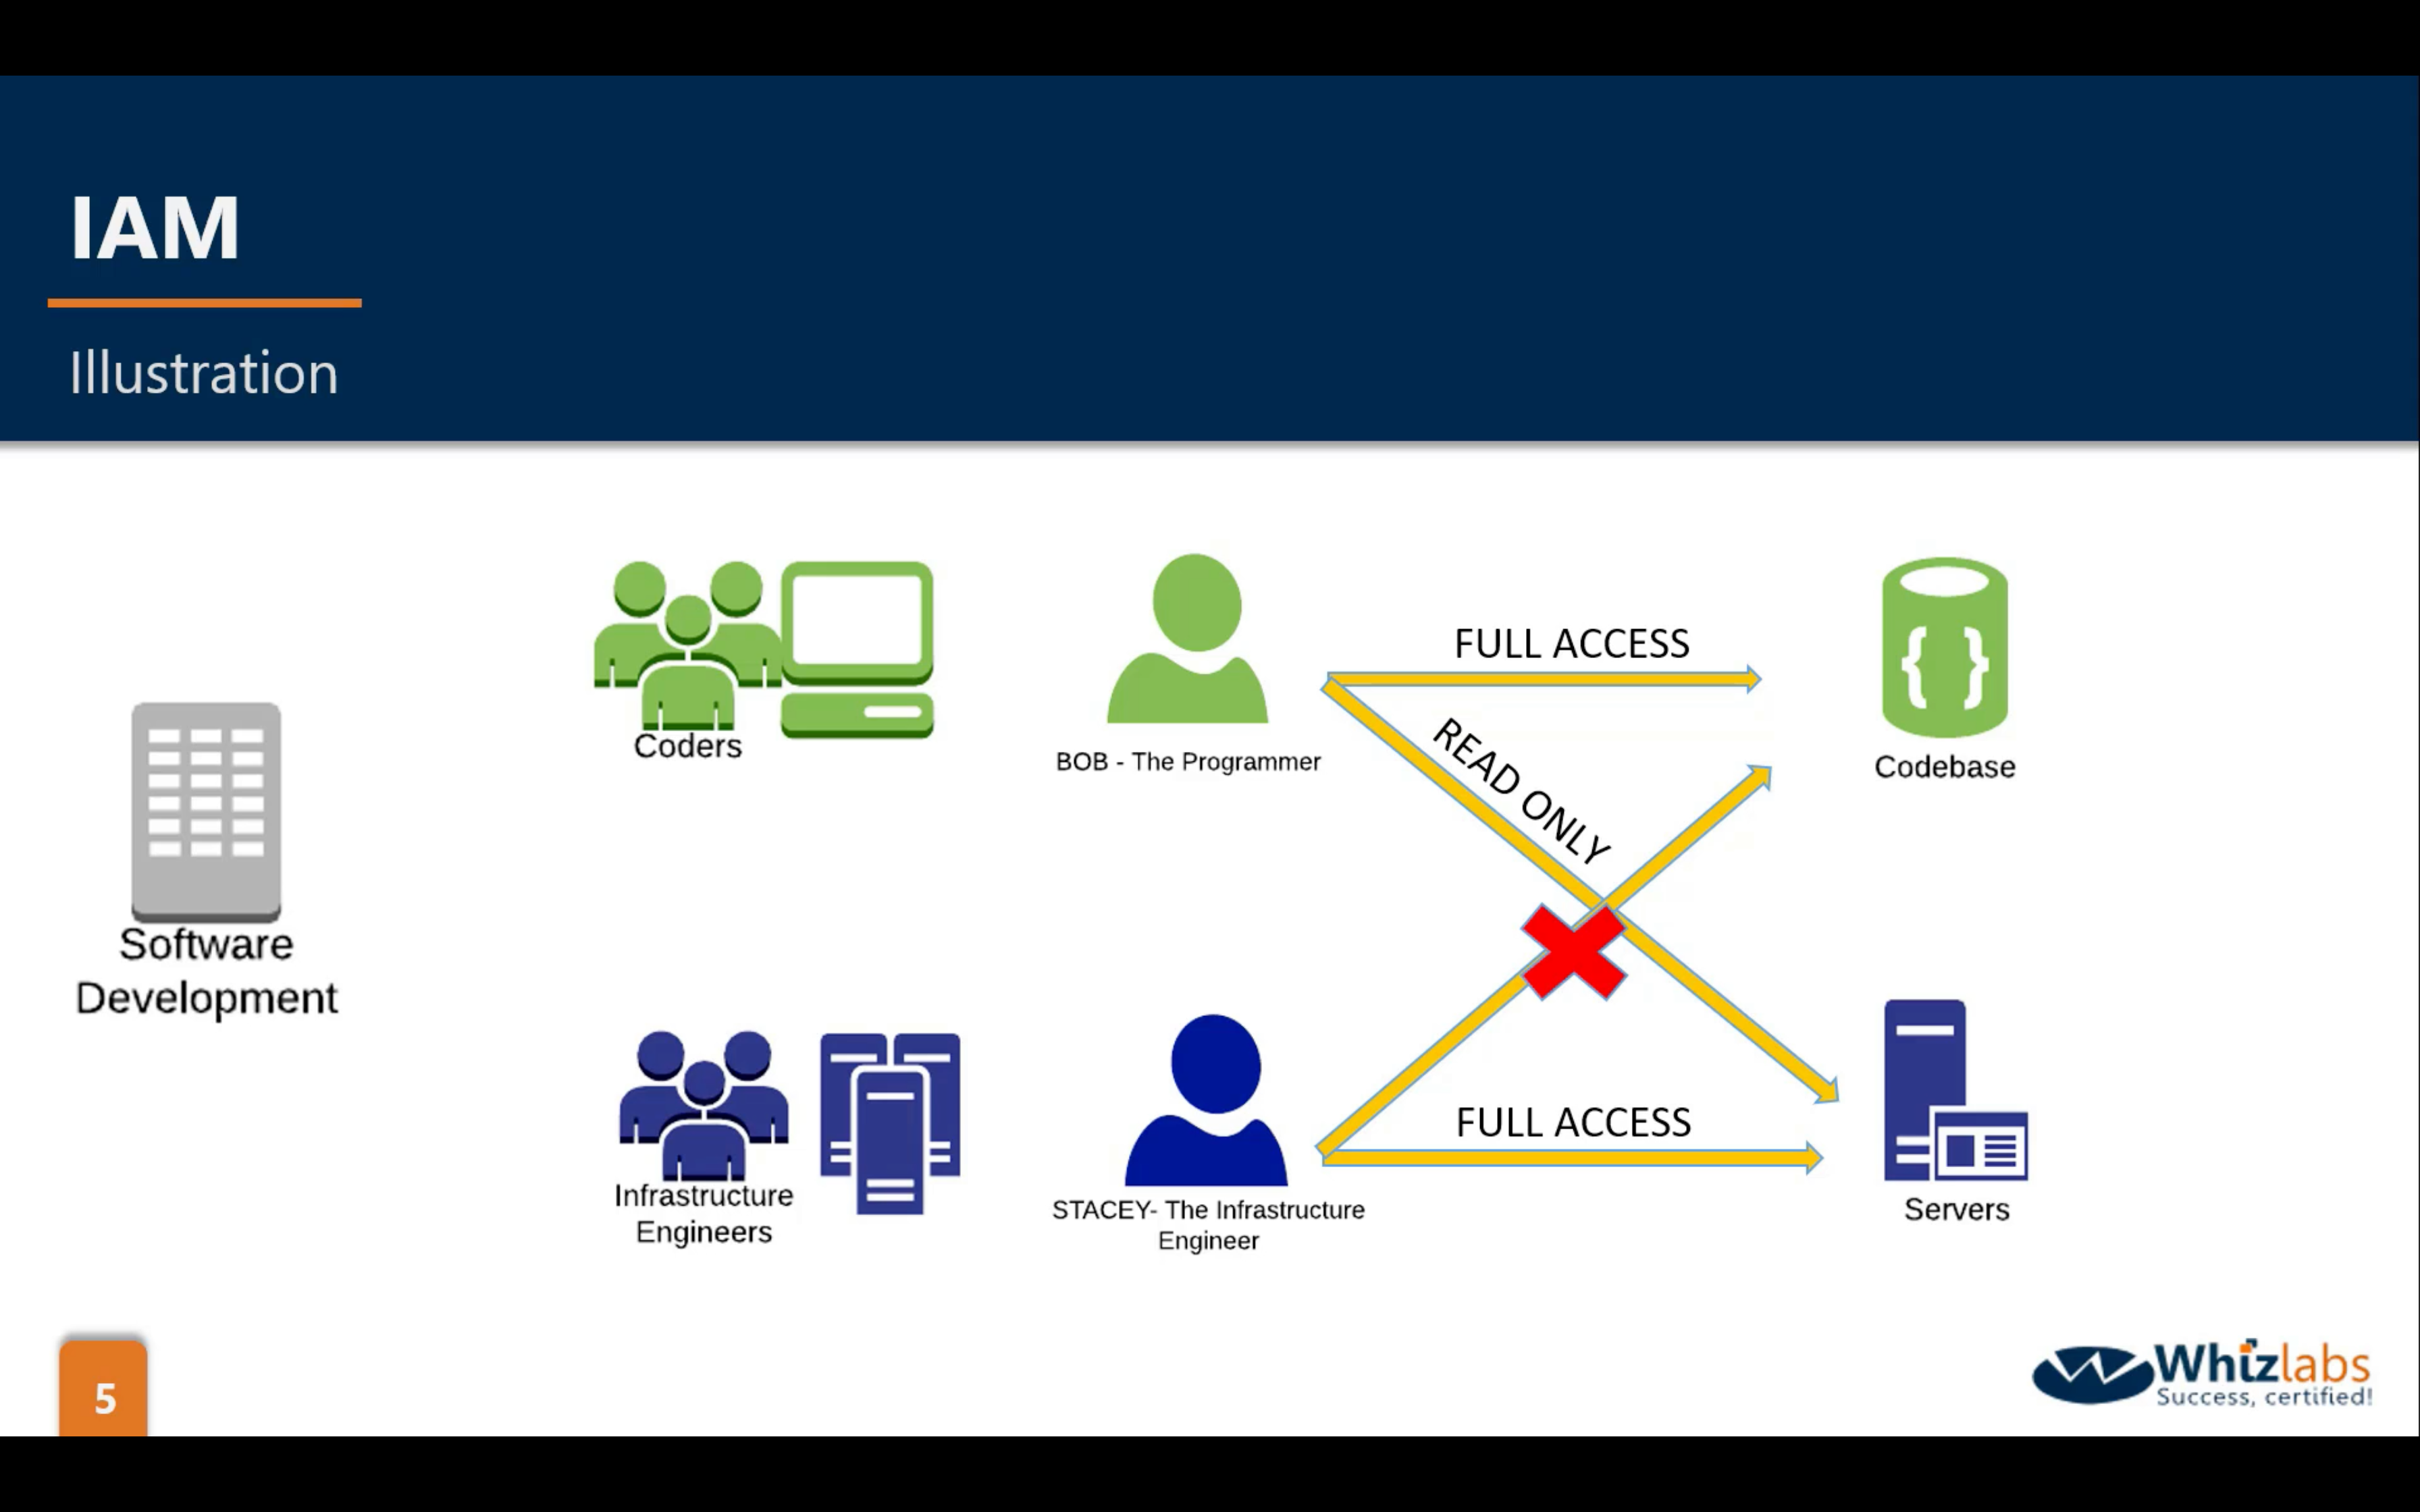 IAM
Illustration
Software
Development
Coders
BOB - The Programmer
FULL ACCESS
READ ONLY
{ }
Codebase
Infrastructure
Engineers
STACEY- The Infrastructure
Engineer
FULL ACCESS
Servers
5
Whizlabs
Success, certified!